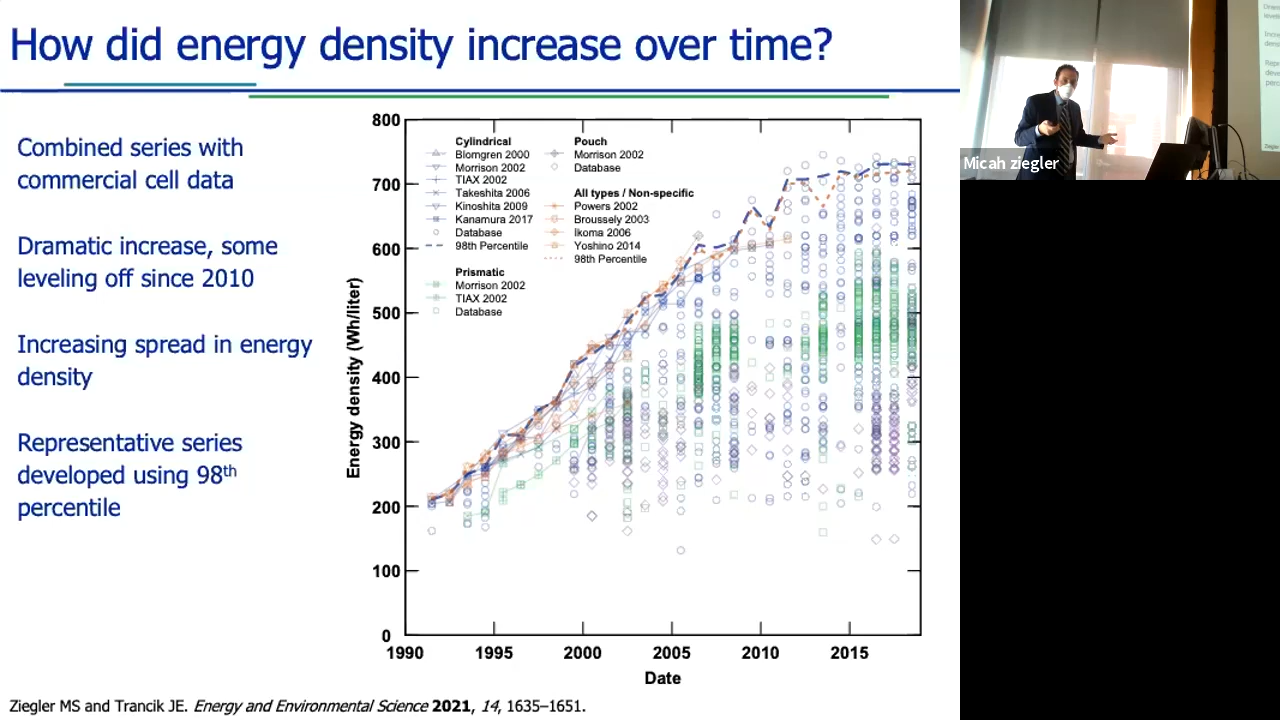 How did energy density increase over time?
Combined series with
commercial cell data
Dramatic increase, some
leveling off since 2010
Increasing spread in energy
density
Representative series
developed using 98th
percentile
Energy density (Wh/liter)
800
700
600
500
400
300
200
100
0
1990
1995
2000
2005
2010
2015
Date
Cylindrical
Blomgren 2000
Morrison 2002
TIAX 2002
Takeshita 2006
Kinoshita 2009
Kanamura 2017
Database
98th Percentile
Prismatic
Morrison 2002
TIAX 2002
Database
Pouch
Morrison 2002
Database
All types / Non-specific
Powers 2002
Broussely 2003
Ikoma 2006
Yoshino 2014
98th Percentile
Ziegler MS and Trancik JE. Energy and Environmental Science 2021, 14, 1635–1651.
Micah ziegler